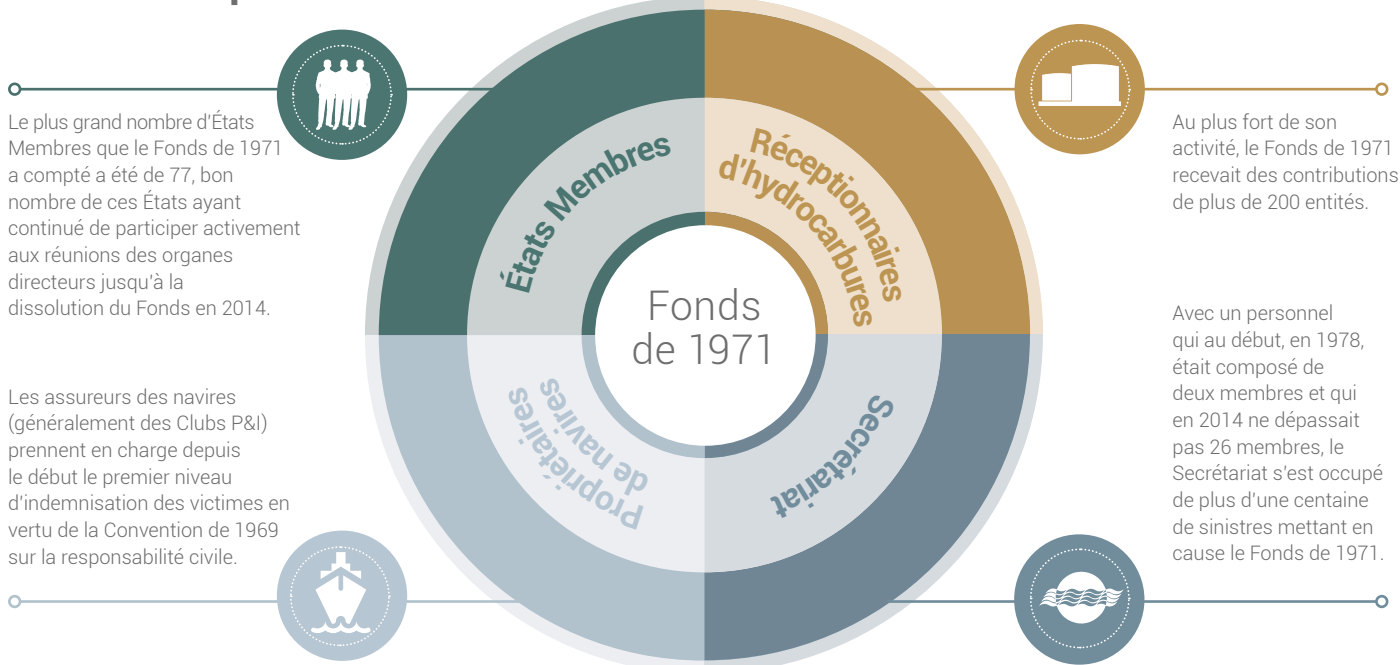 Le plus grand nombre d'États
Membres que le Fonds de 1971
a compté a été de 77, bon
nombre de ces États ayant
continué de participer activement
aux réunions des organes
directeurs jusqu'à la
dissolution du Fonds en 2014.
Les assureurs des navires
(généralement des Clubs P&I)
prennent en charge depuis
le début le premier niveau
d'indemnisation des victimes en
vertu de la Convention de 1969
sur la responsabilité civile.
États Membres
Réceptionnaires
d'hydrocarbures
Fonds
de 1971
Propriétaires
de navires
Secrétariat
Au plus fort de son
activité, le Fonds de 1971
recevait des contributions
de plus de 200 entités.
Avec un personnel
qui au début, en 1978,
était composé de
deux membres et qui
en 2014 ne dépassait
pas 26 membres, le
Secrétariat s'est occupé
de plus d'une centaine
de sinistres mettant en
cause le Fonds de 1971.